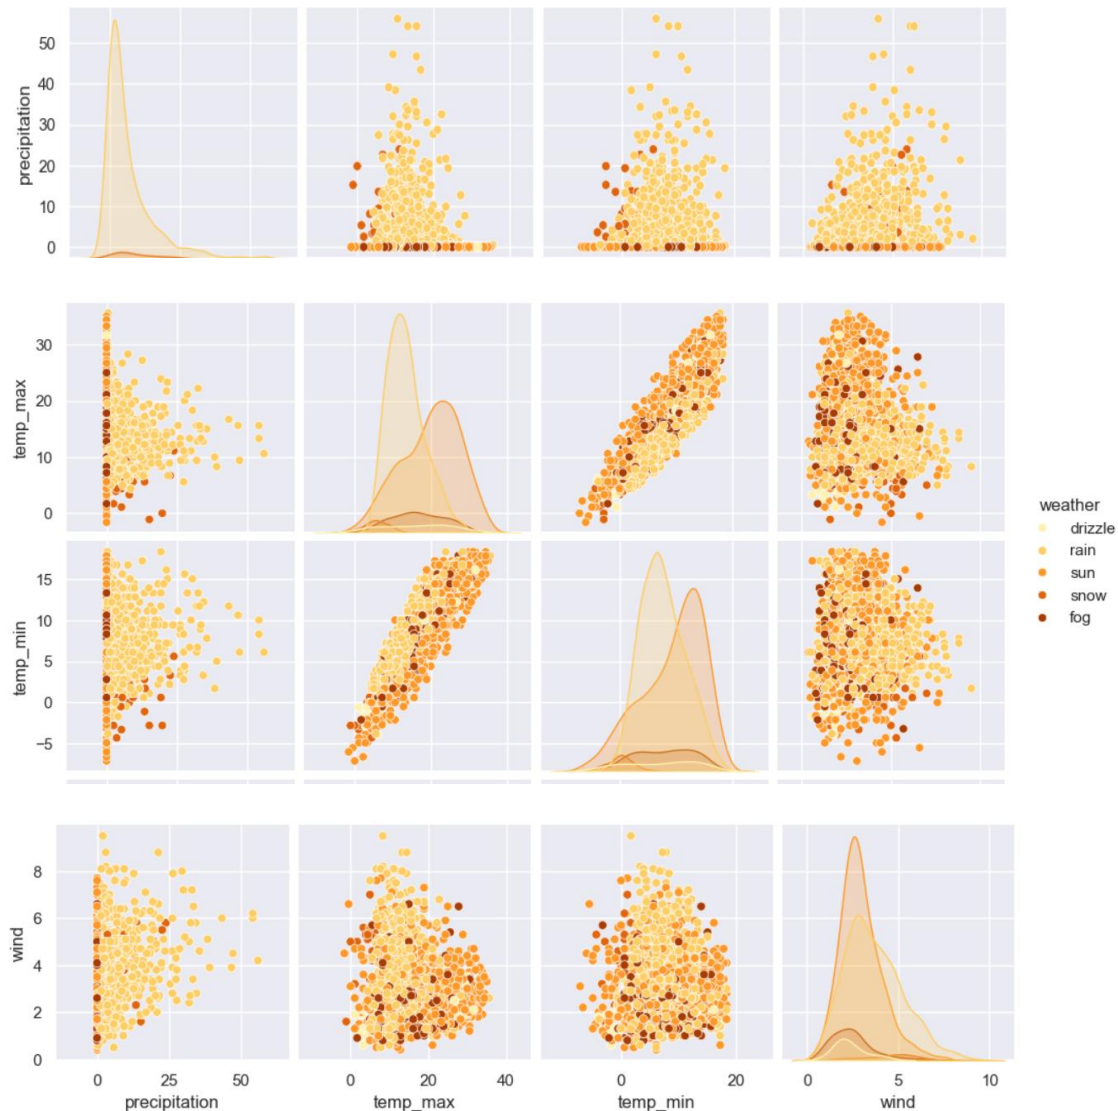 50
40
30
20
10
0
precipitation
30
20
10
0
temp_max
15
10
5
0
−5
temp_min
weather
drizzle
rain
sun
snow
fog
8
6
4
2
0
wind
0 25 50
precipitation
0 20 40
temp_max
0 20
temp_min
0 5 10
wind